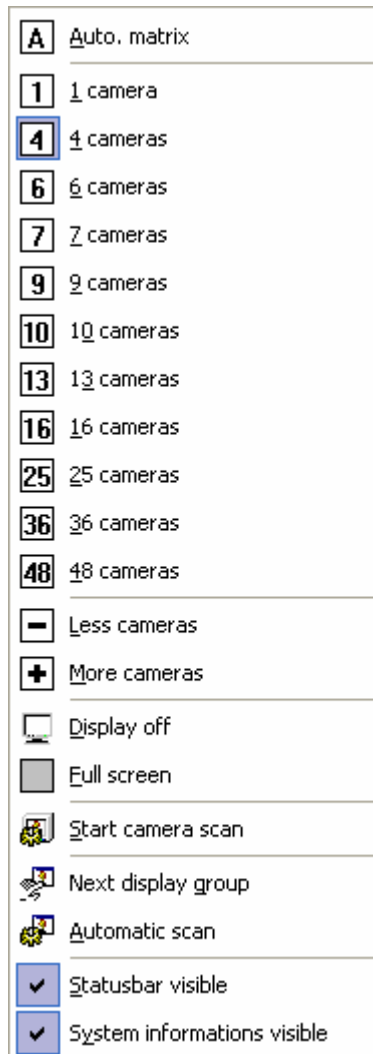 A Auto. matrix
1 1 camera
4 4 cameras
6 6 cameras
7 7 cameras
9 9 cameras
10 10 cameras
13 13 cameras
16 16 cameras
25 25 cameras
36 36 cameras
48 48 cameras
Less cameras
More cameras
Display off
Full screen
Start camera scan
Next display group
Automatic scan
Statusbar visible
System informations visible